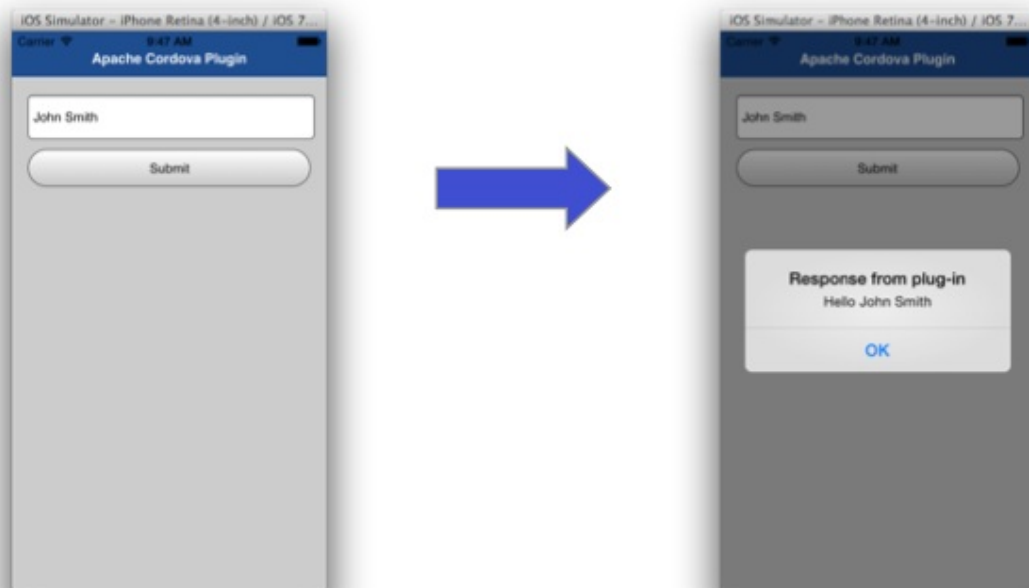 iOS Simulator – iPhone Retina (4-inch) / iOS 7...
Carrier 9:47 AM
Apache Cordova Plugin
John Smith
Submit
iOS Simulator – iPhone Retina (4-inch) / iOS 7...
Carrier 9:47 AM
Apache Cordova Plugin
John Smith
Submit
Response from plug-in
Hello John Smith
OK